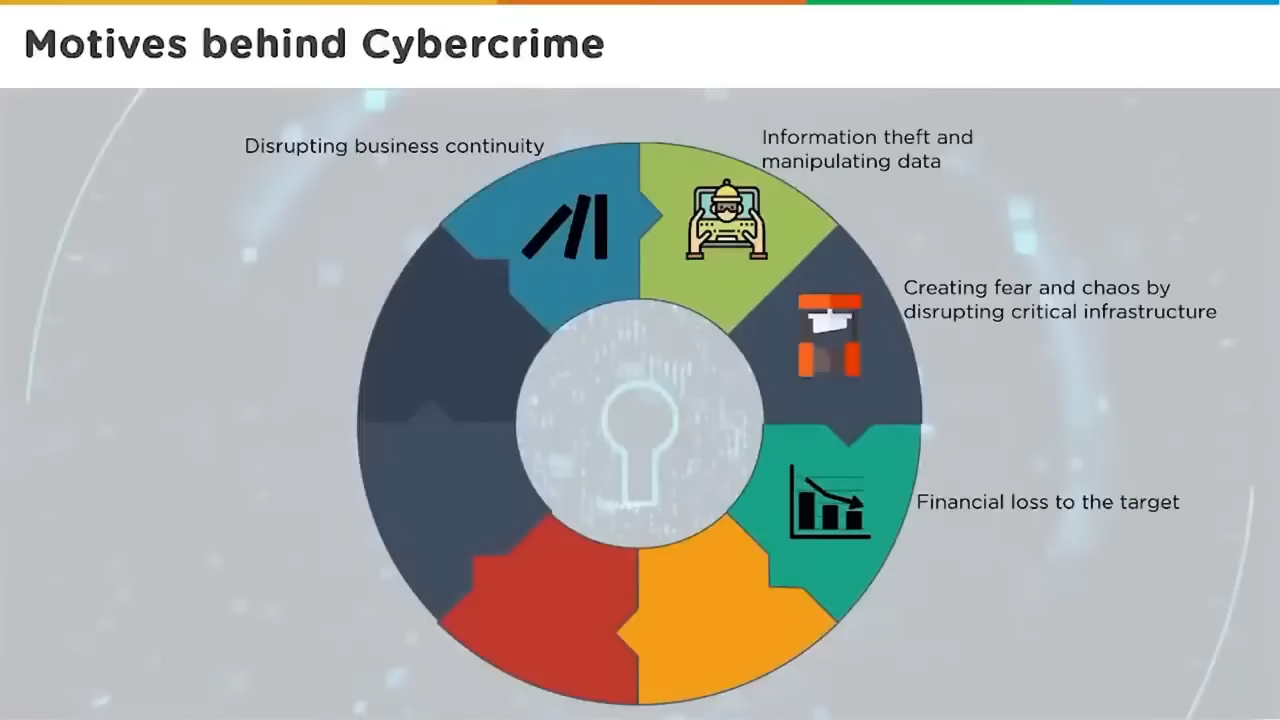 Motives behind Cybercrime
Disrupting business continuity
Information theft and
manipulating data
Creating fear and chaos by
disrupting critical infrastructure
Financial loss to the target